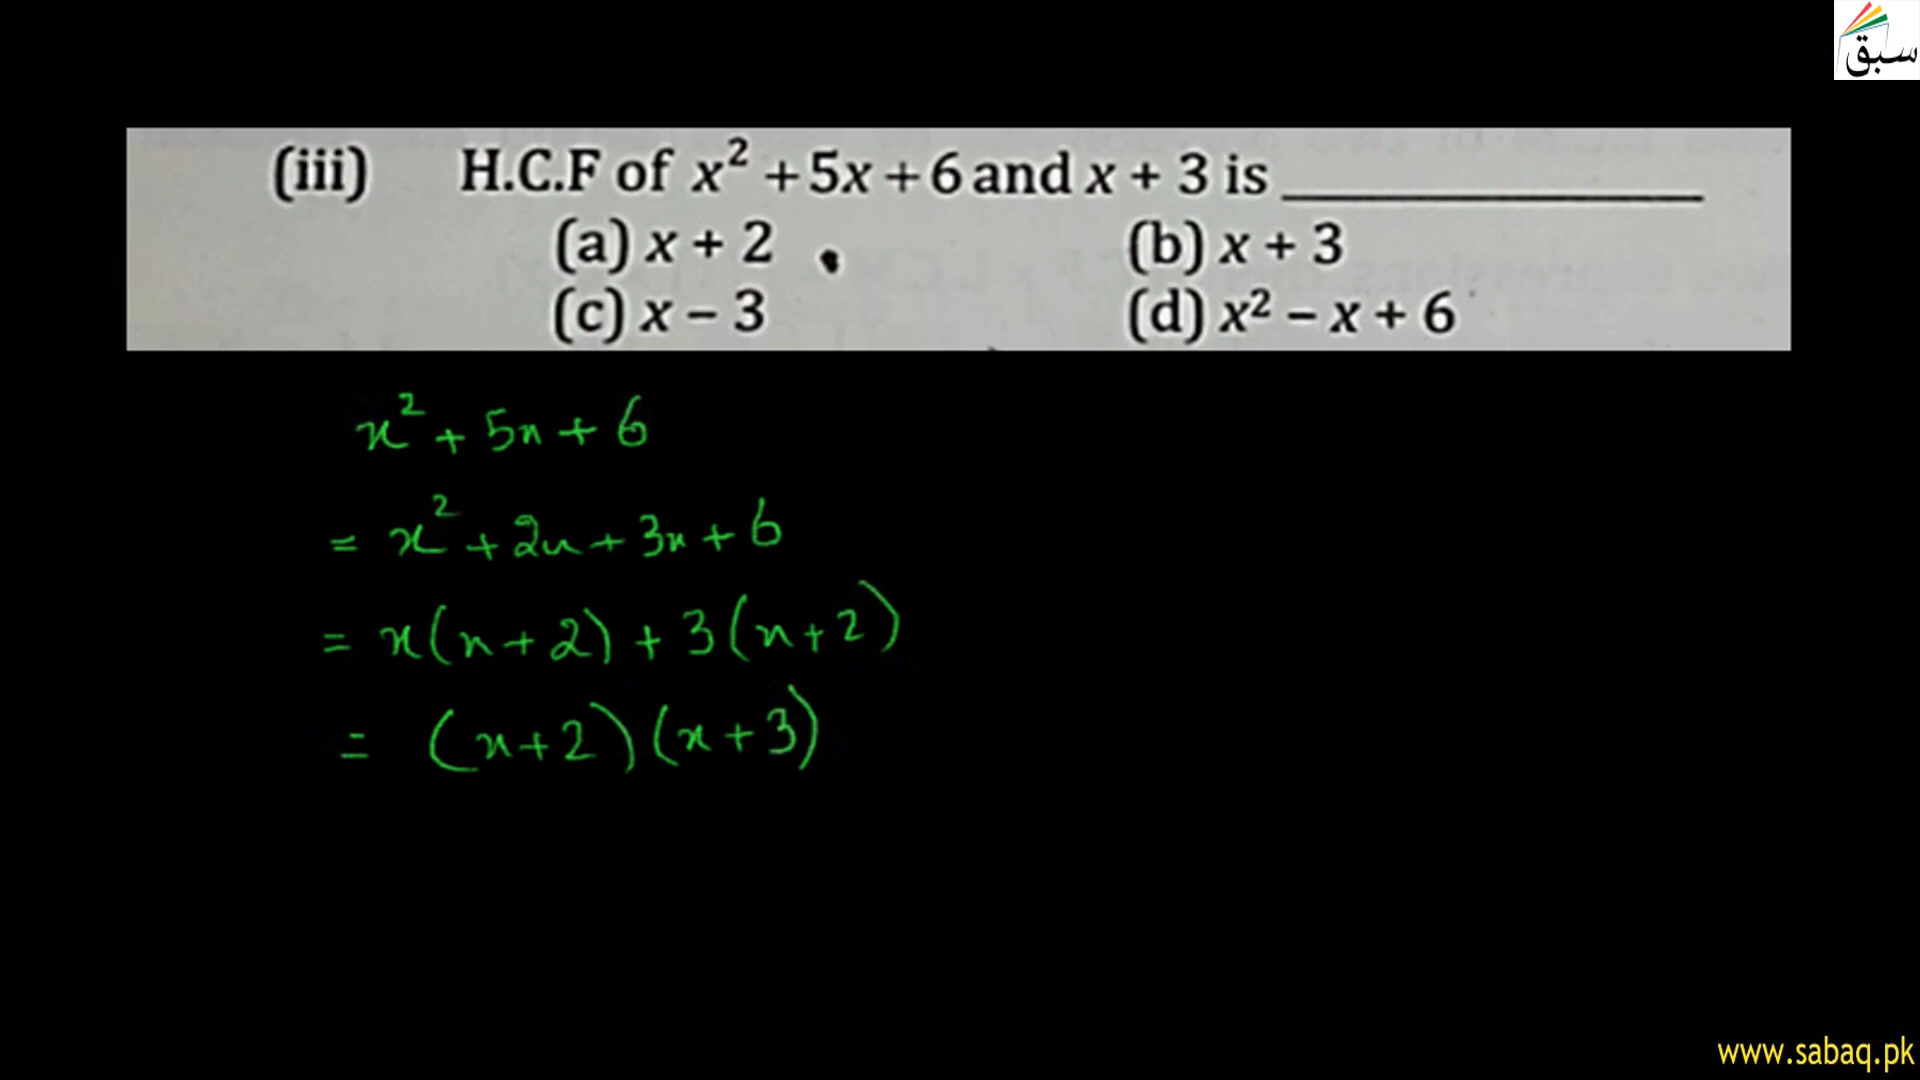 سبق
(iii) H.C.F of x² + 5x + 6 and x + 3 is ____________
(a) x + 2 (b) x + 3
(c) x – 3 (d) x² – x + 6
x² + 5x + 6
= x² + 2x + 3x + 6
= x(x + 2) + 3(x + 2)
= (x + 2)(x + 3)
www.sabaq.pk